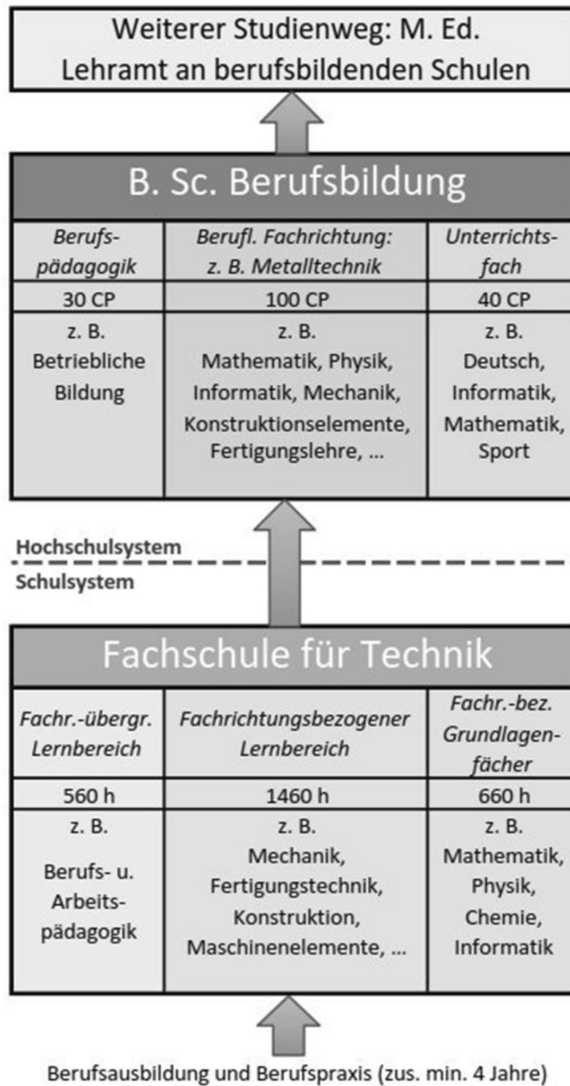 Weiterer Studienweg: M. Ed.
Lehramt an berufsbildenden Schulen
B. Sc. Berufsbildung
Berufs-
pädagogik
30 CP
z. B.
Betriebliche
Bildung
Berufl. Fachrichtung:
z. B. Metalltechnik
100 CP
z. B.
Mathematik, Physik,
Informatik, Mechanik,
Konstruktionselemente,
Fertigungslehre, ...
Unterrichts-
fach
40 CP
z. B.
Deutsch,
Informatik,
Mathematik,
Sport
Hochschulsystem
Schulsystem
Fachschule für Technik
Fachr.-übergr.
Lernbereich
560 h
z. B.
Berufs- u.
Arbeits-
pädagogik
Fachrichtungsbezogener
Lernbereich
1460 h
z. B.
Mechanik,
Fertigungstechnik,
Konstruktion,
Maschinenelemente, ...
Fachr.-bez.
Grundlagen-
fächer
660 h
z. B.
Mathematik,
Physik,
Chemie,
Informatik
Berufsausbildung und Berufspraxis (zus. min. 4 Jahre)